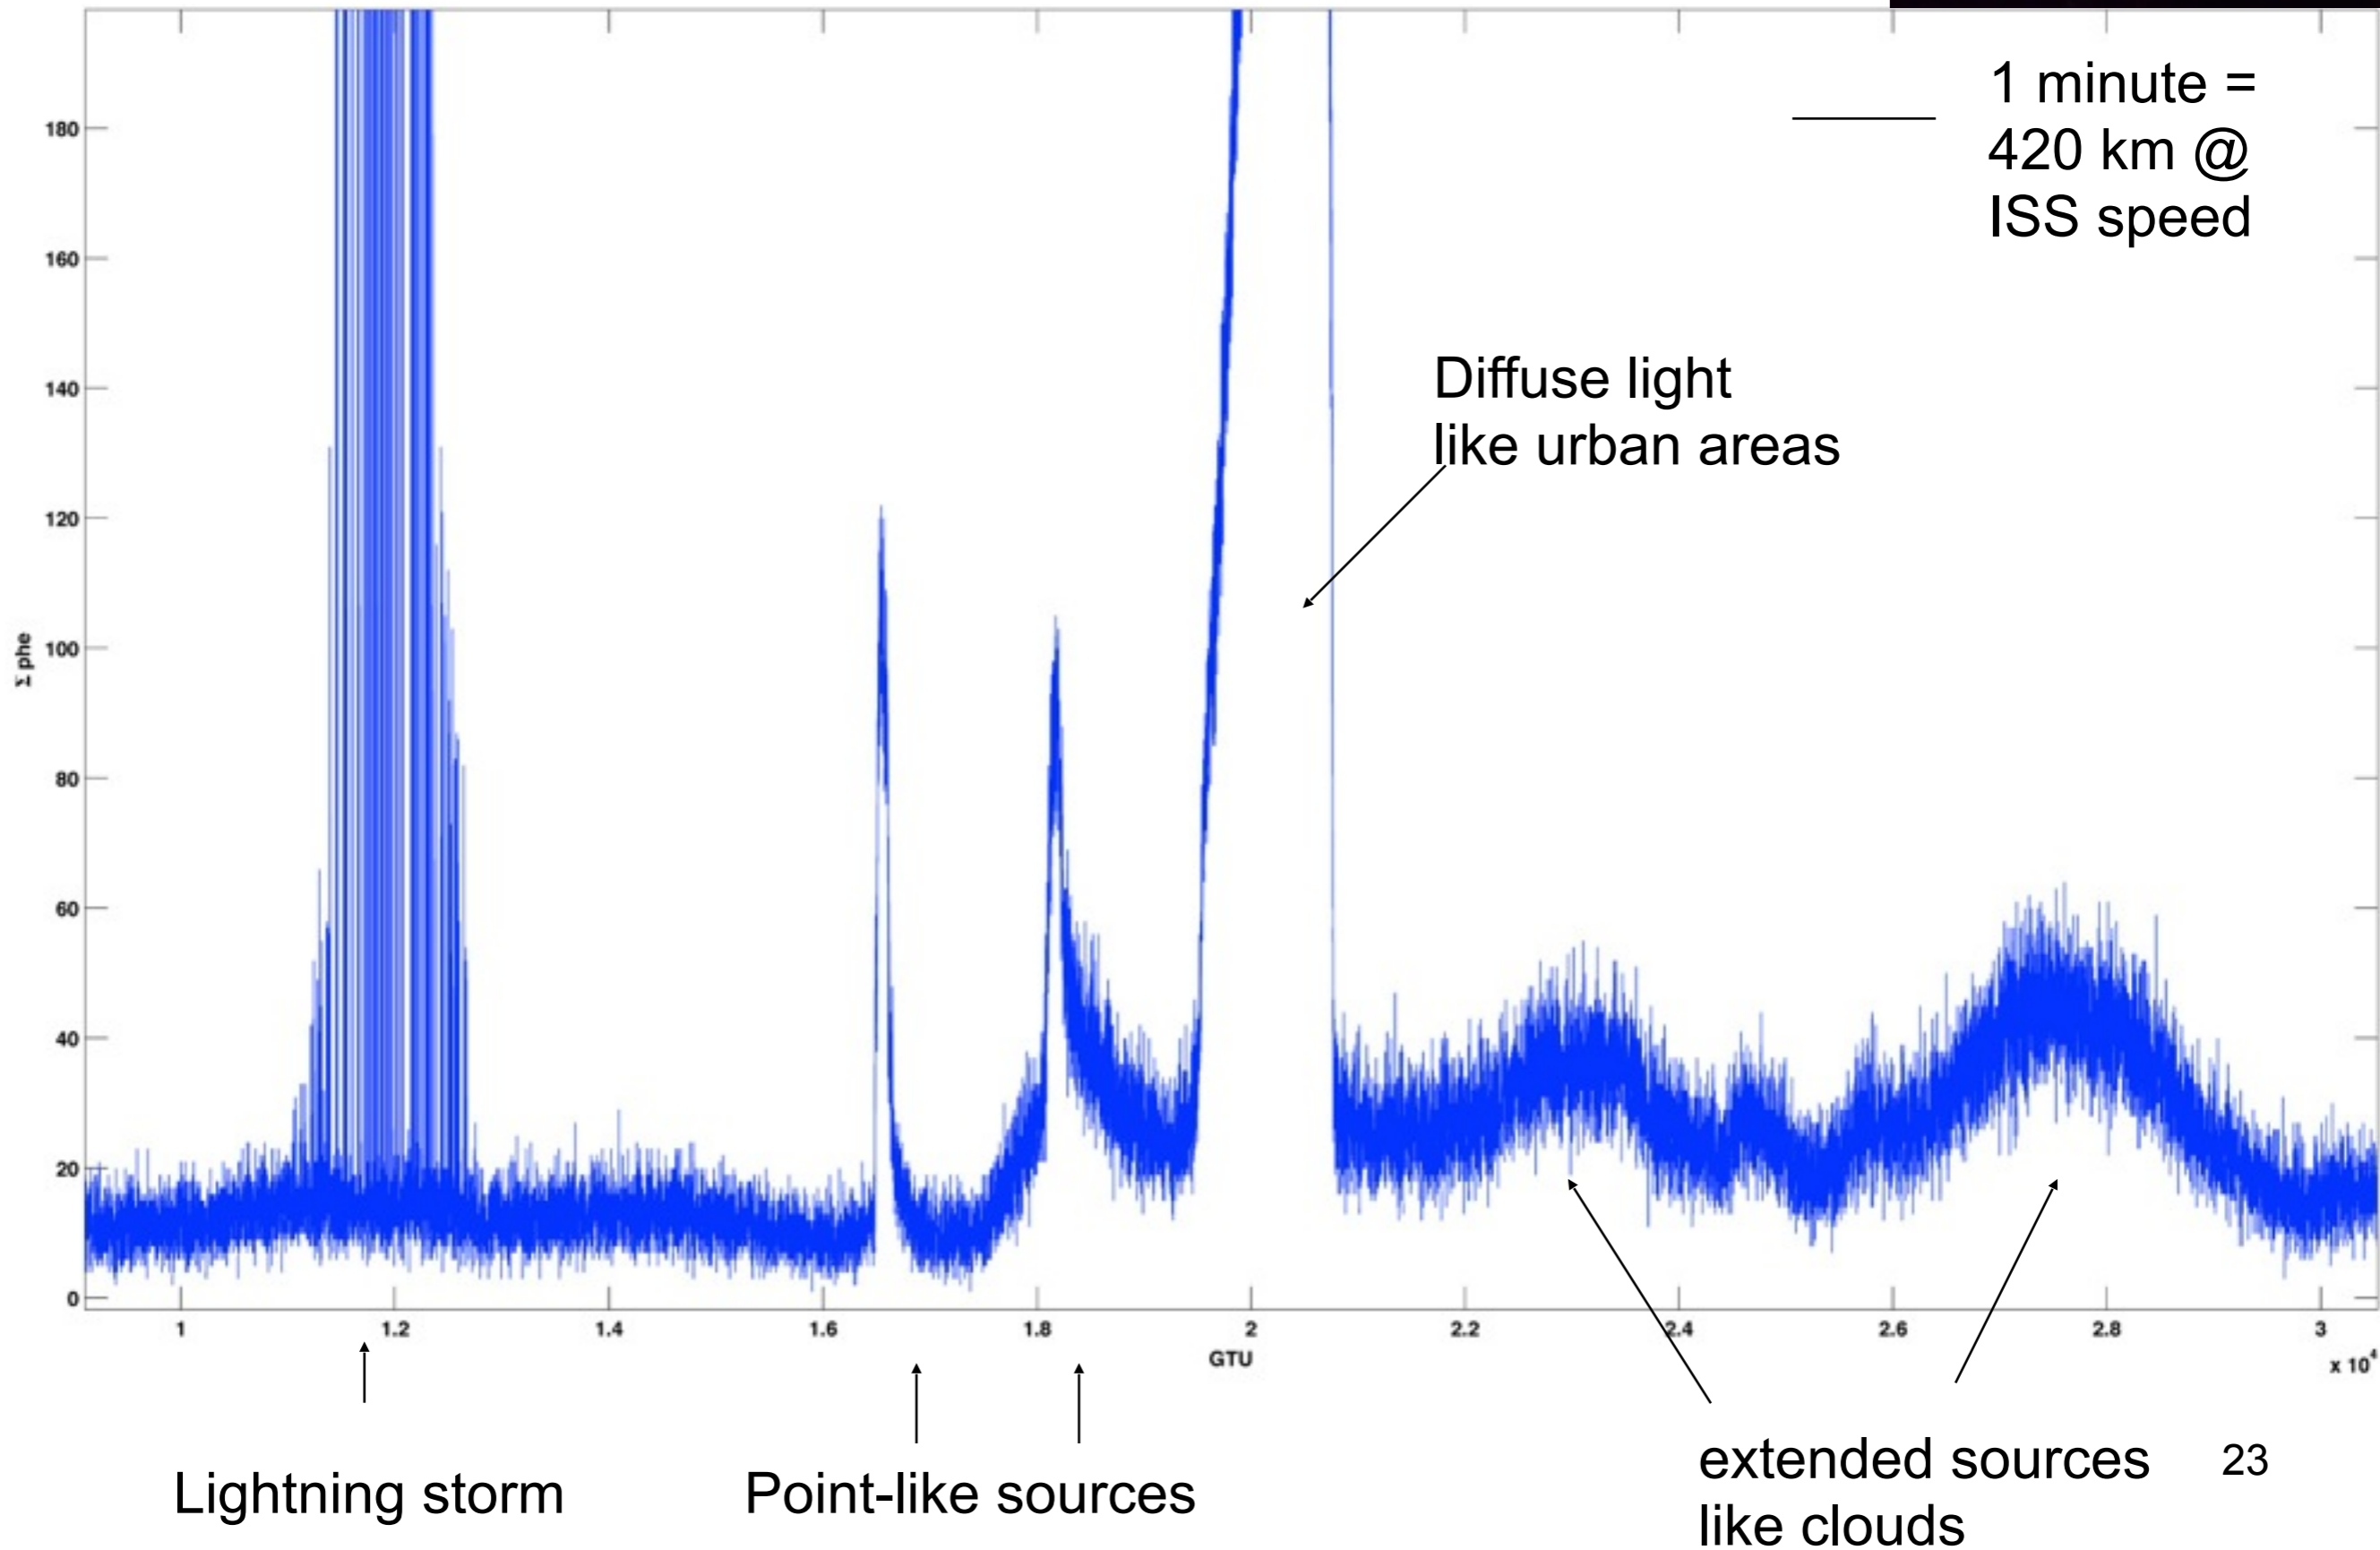 1 minute =
420 km @
ISS speed
Diffuse light
like urban areas
180
160
140
120
100
80
60
40
20
0
Σ phe
1 1.2 1.4 1.6 1.8 2 2.2 2.4 2.6 2.8 3
GTU
x 10⁴
Lightning storm
Point-like sources
extended sources
like clouds
23